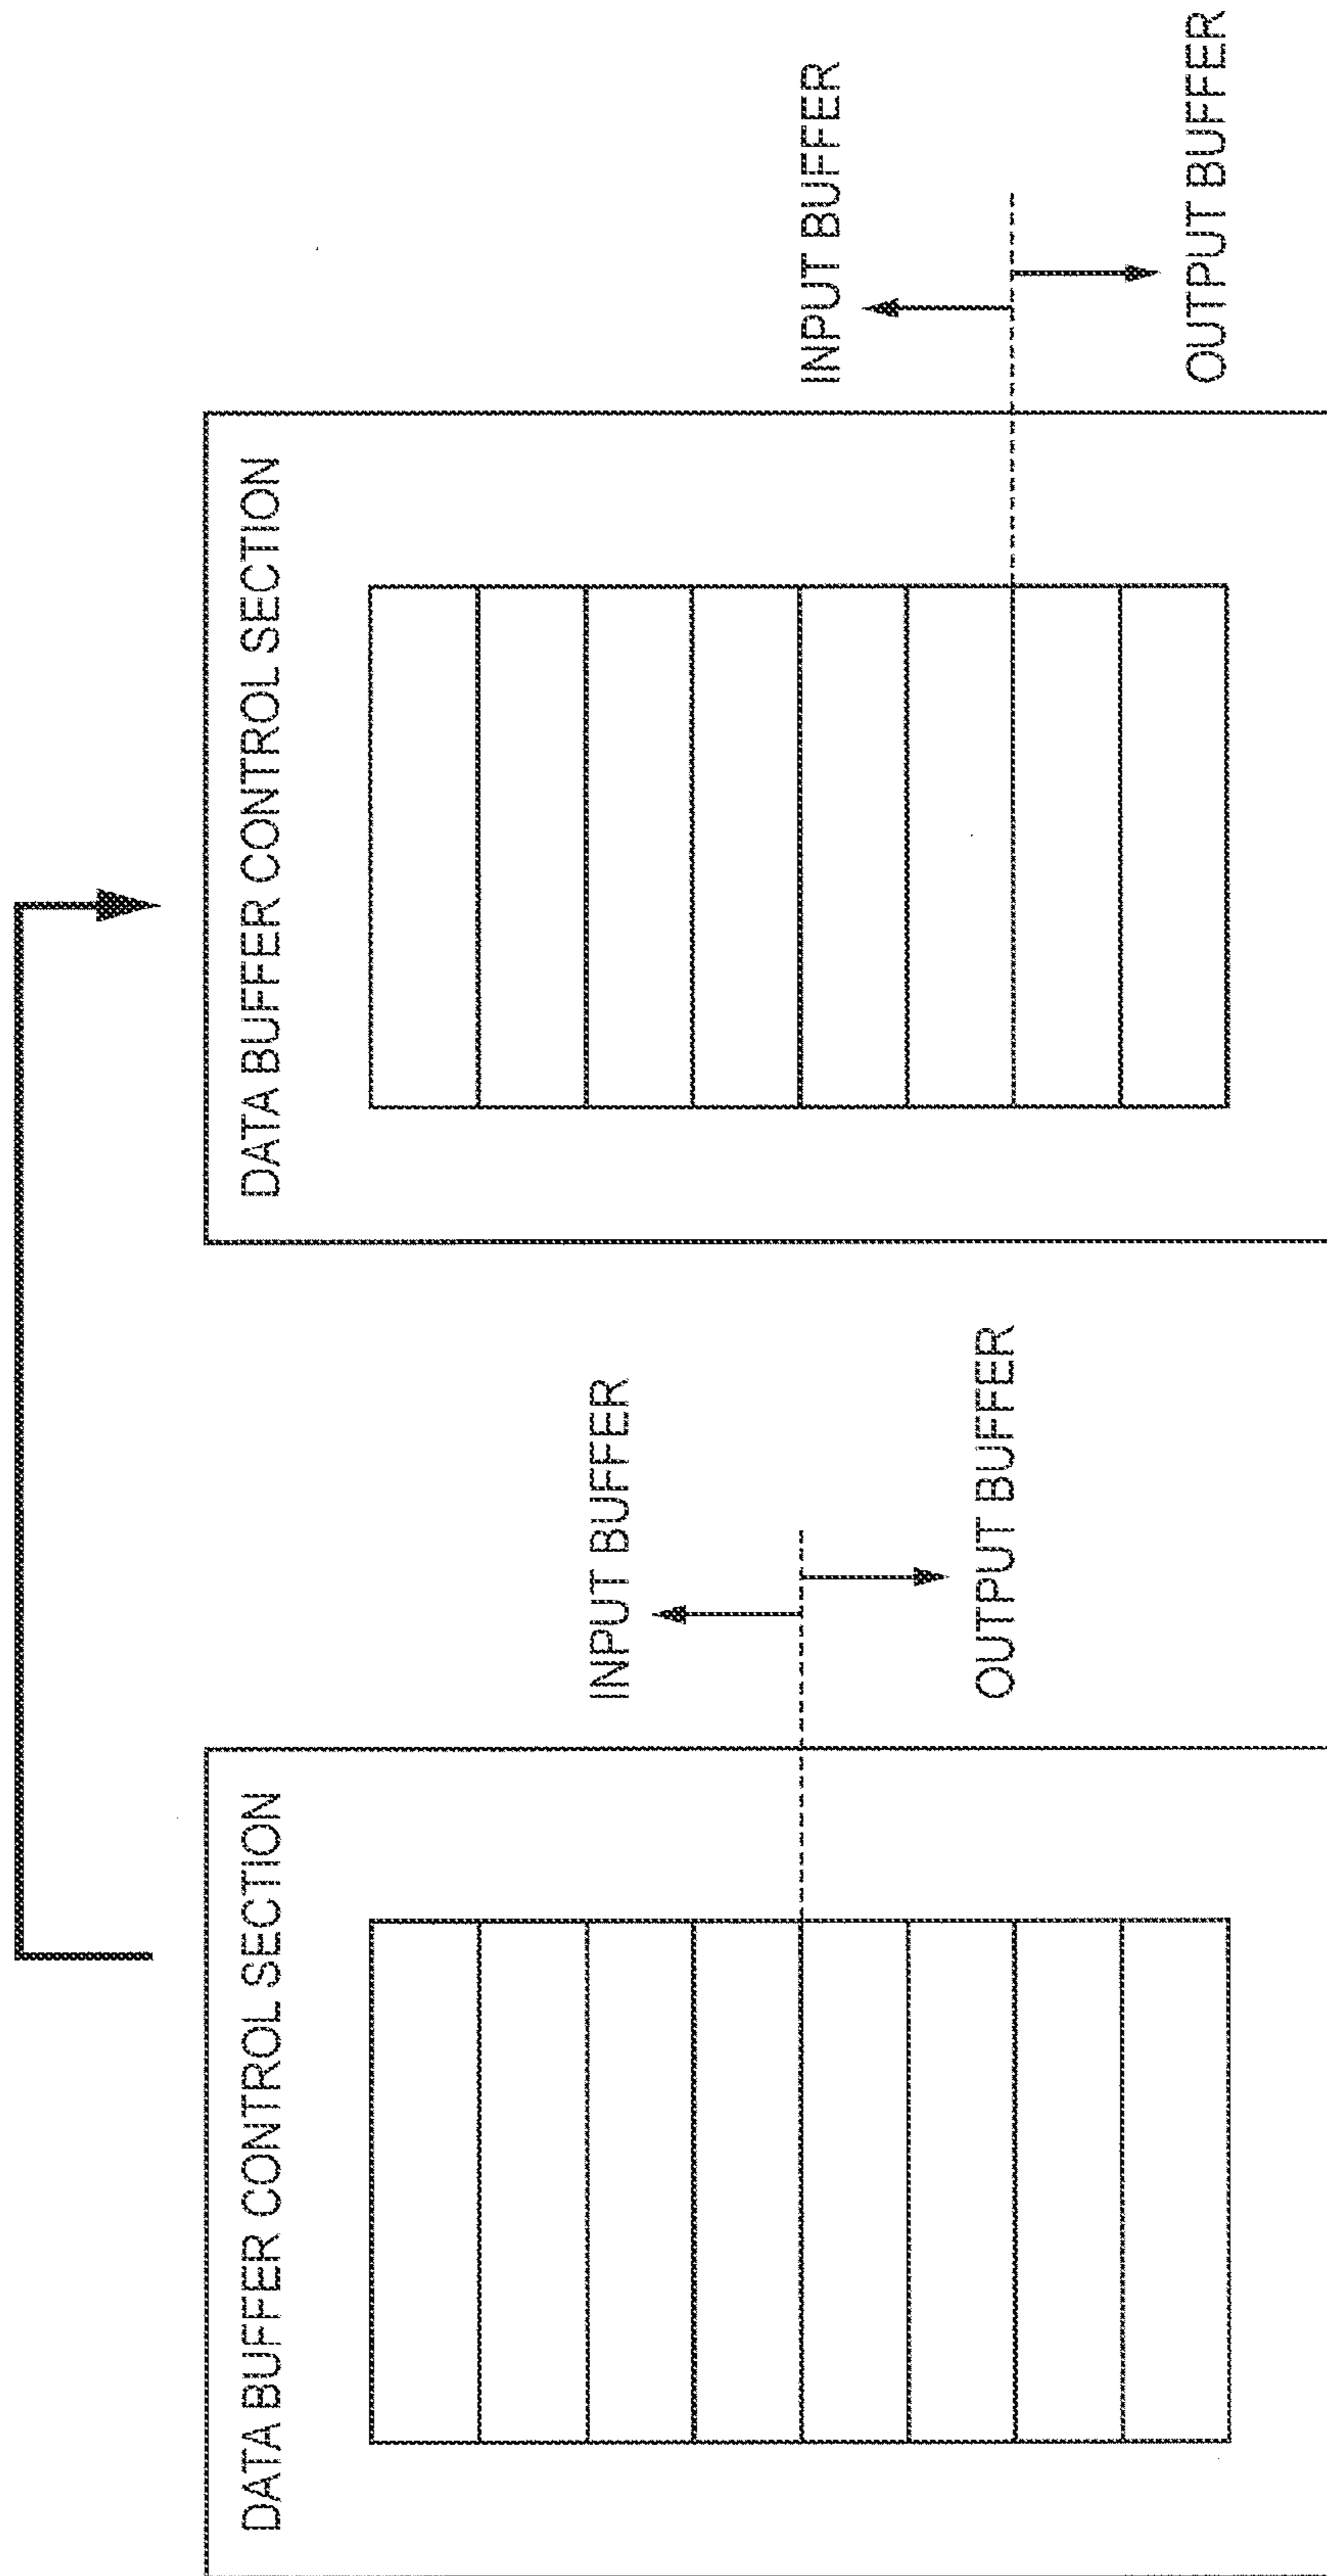 DATA BUFFER CONTROL SECTION
INPUT BUFFER
OUTPUT BUFFER
DATA BUFFER CONTROL SECTION
INPUT BUFFER
OUTPUT BUFFER